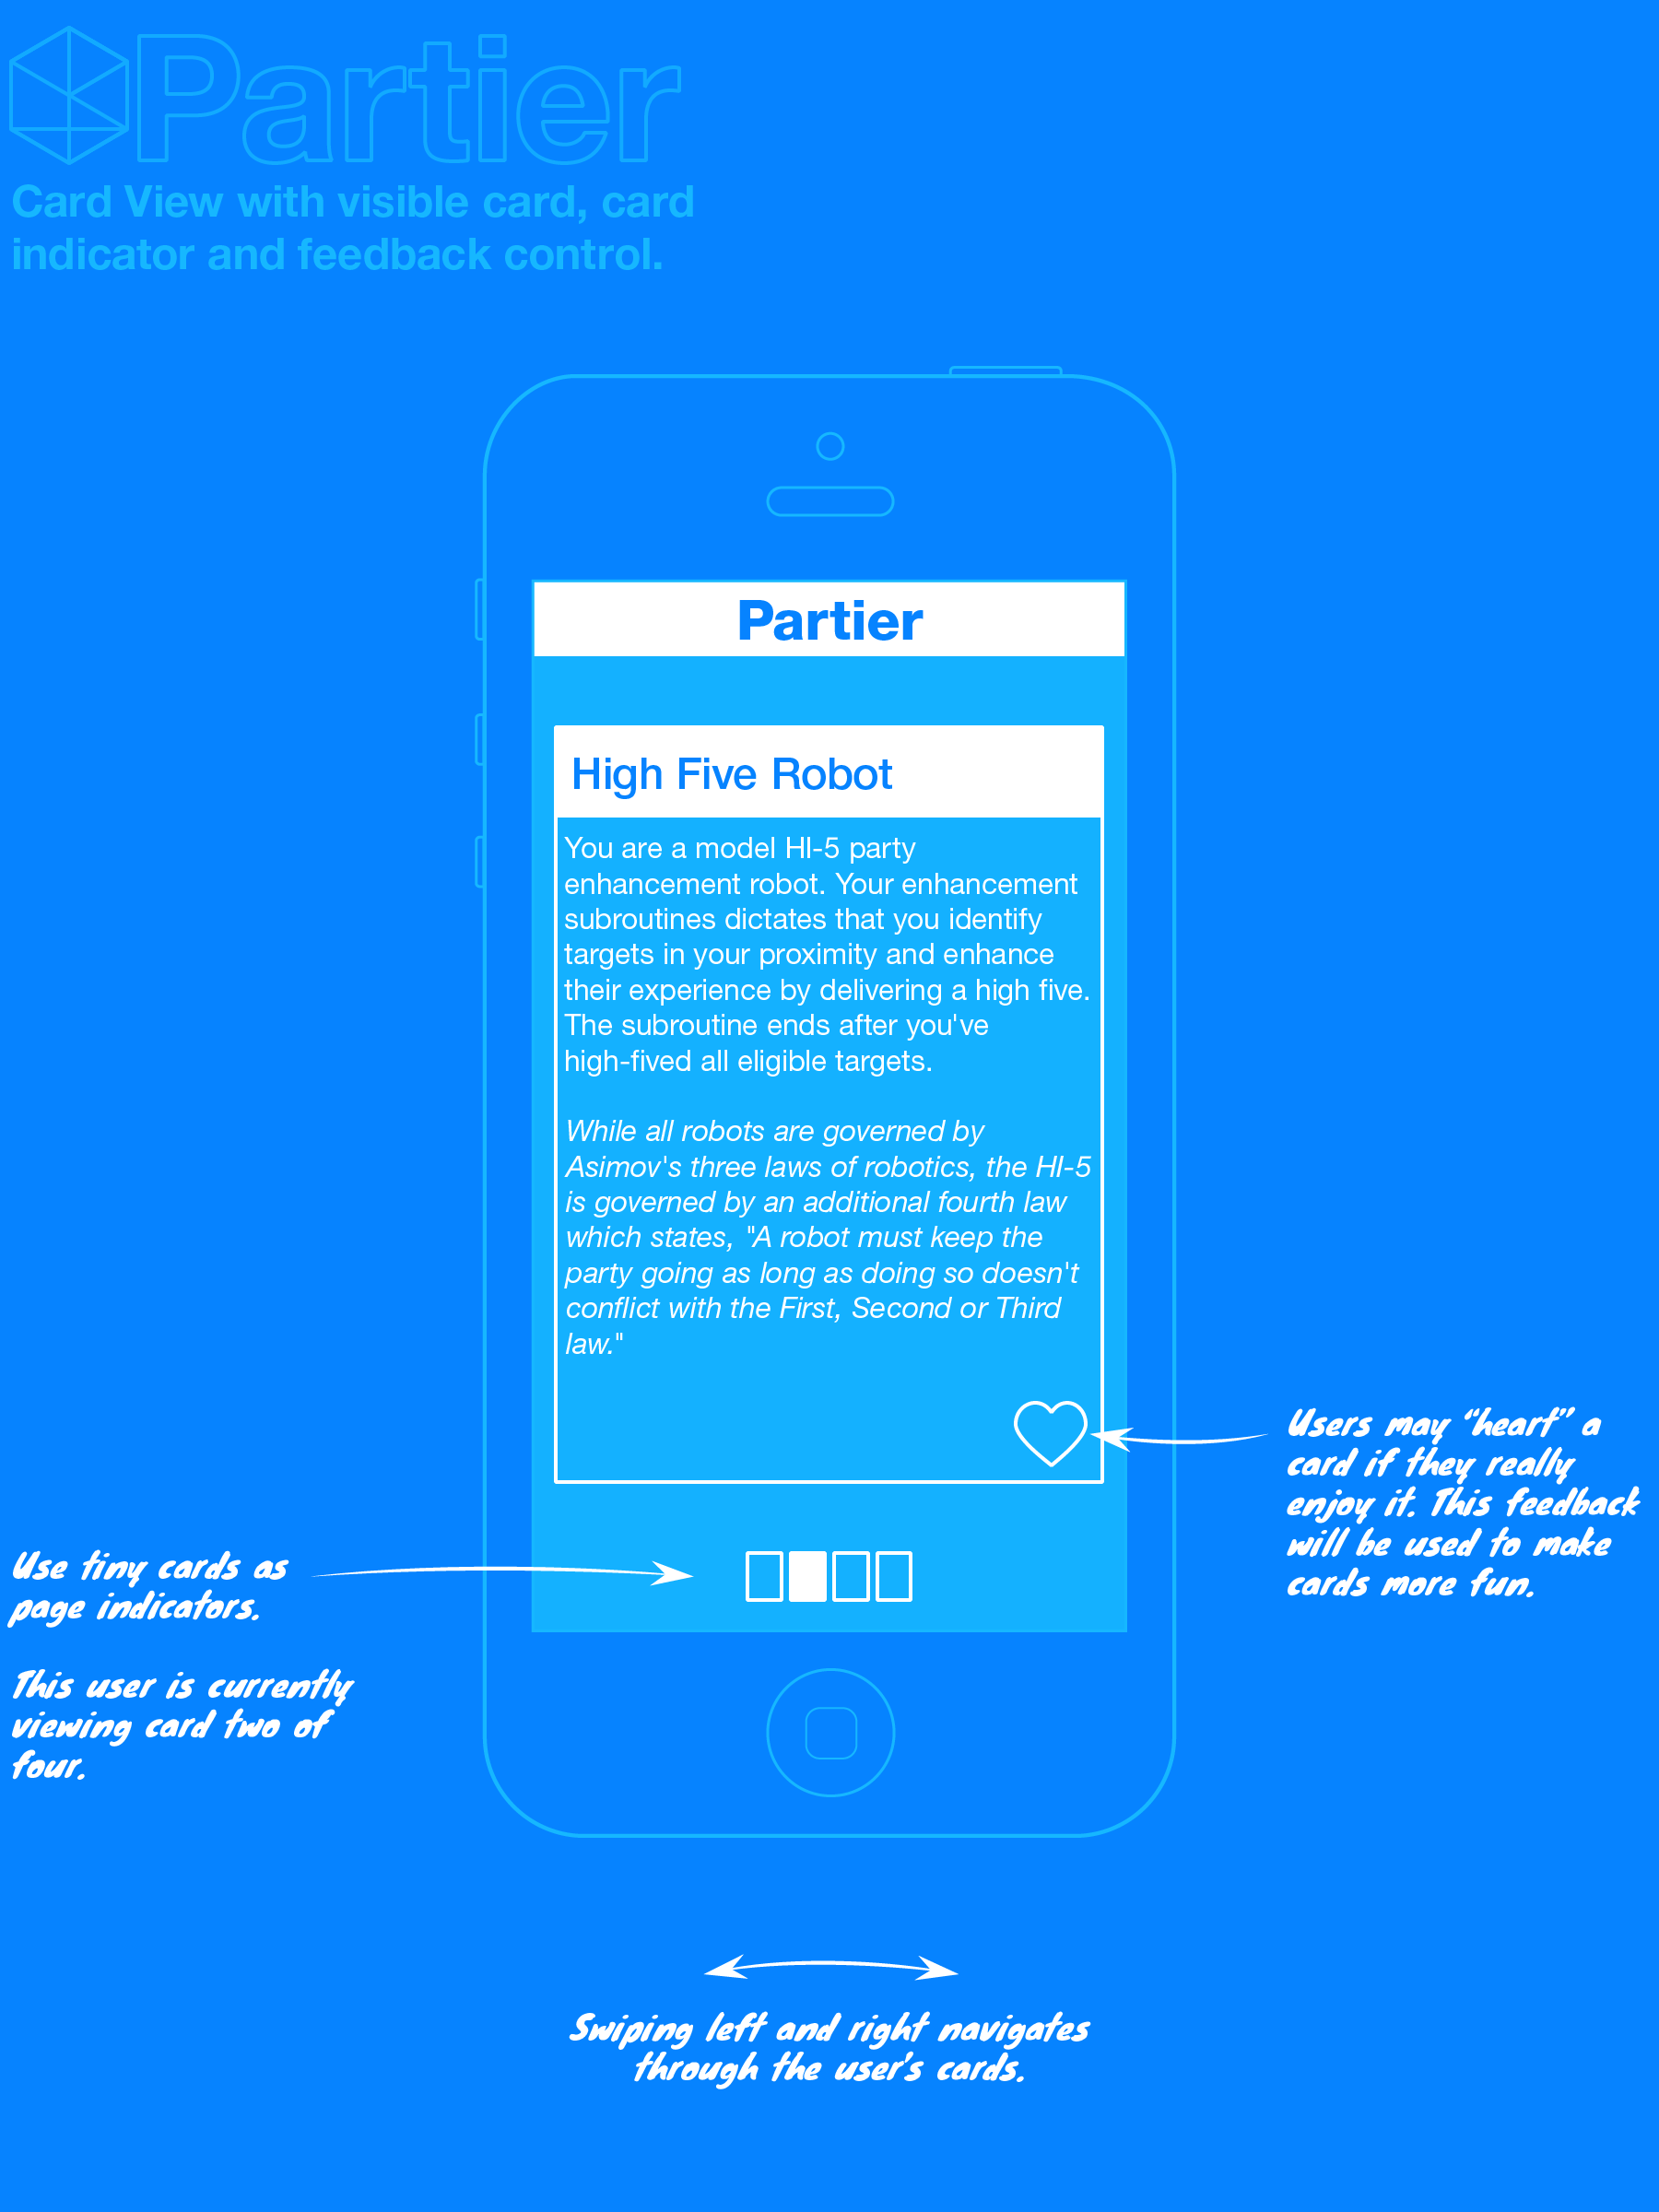 Partier
Card View with visible card, card
indicator and feedback control.
Partier
High Five Robot
You are a model HI-5 party
enhancement robot. Your enhancement
subroutines dictates that you identify
targets in your proximity and enhance
their experience by delivering a high five.
The subroutine ends after you've
high-fived all eligible targets.
While all robots are governed by
Asimov's three laws of robotics, the HI-5
is governed by an additional fourth law
which states, "A robot must keep the
party going as long as doing so doesn't
conflict with the First, Second or Third
law."
Users may “heart” a
card if they really
enjoy it. This feedback
will be used to make
cards more fun.
Use tiny cards as
page indicators.
This user is currently
viewing card two of
four.
Swiping left and right navigates
through the user's cards.